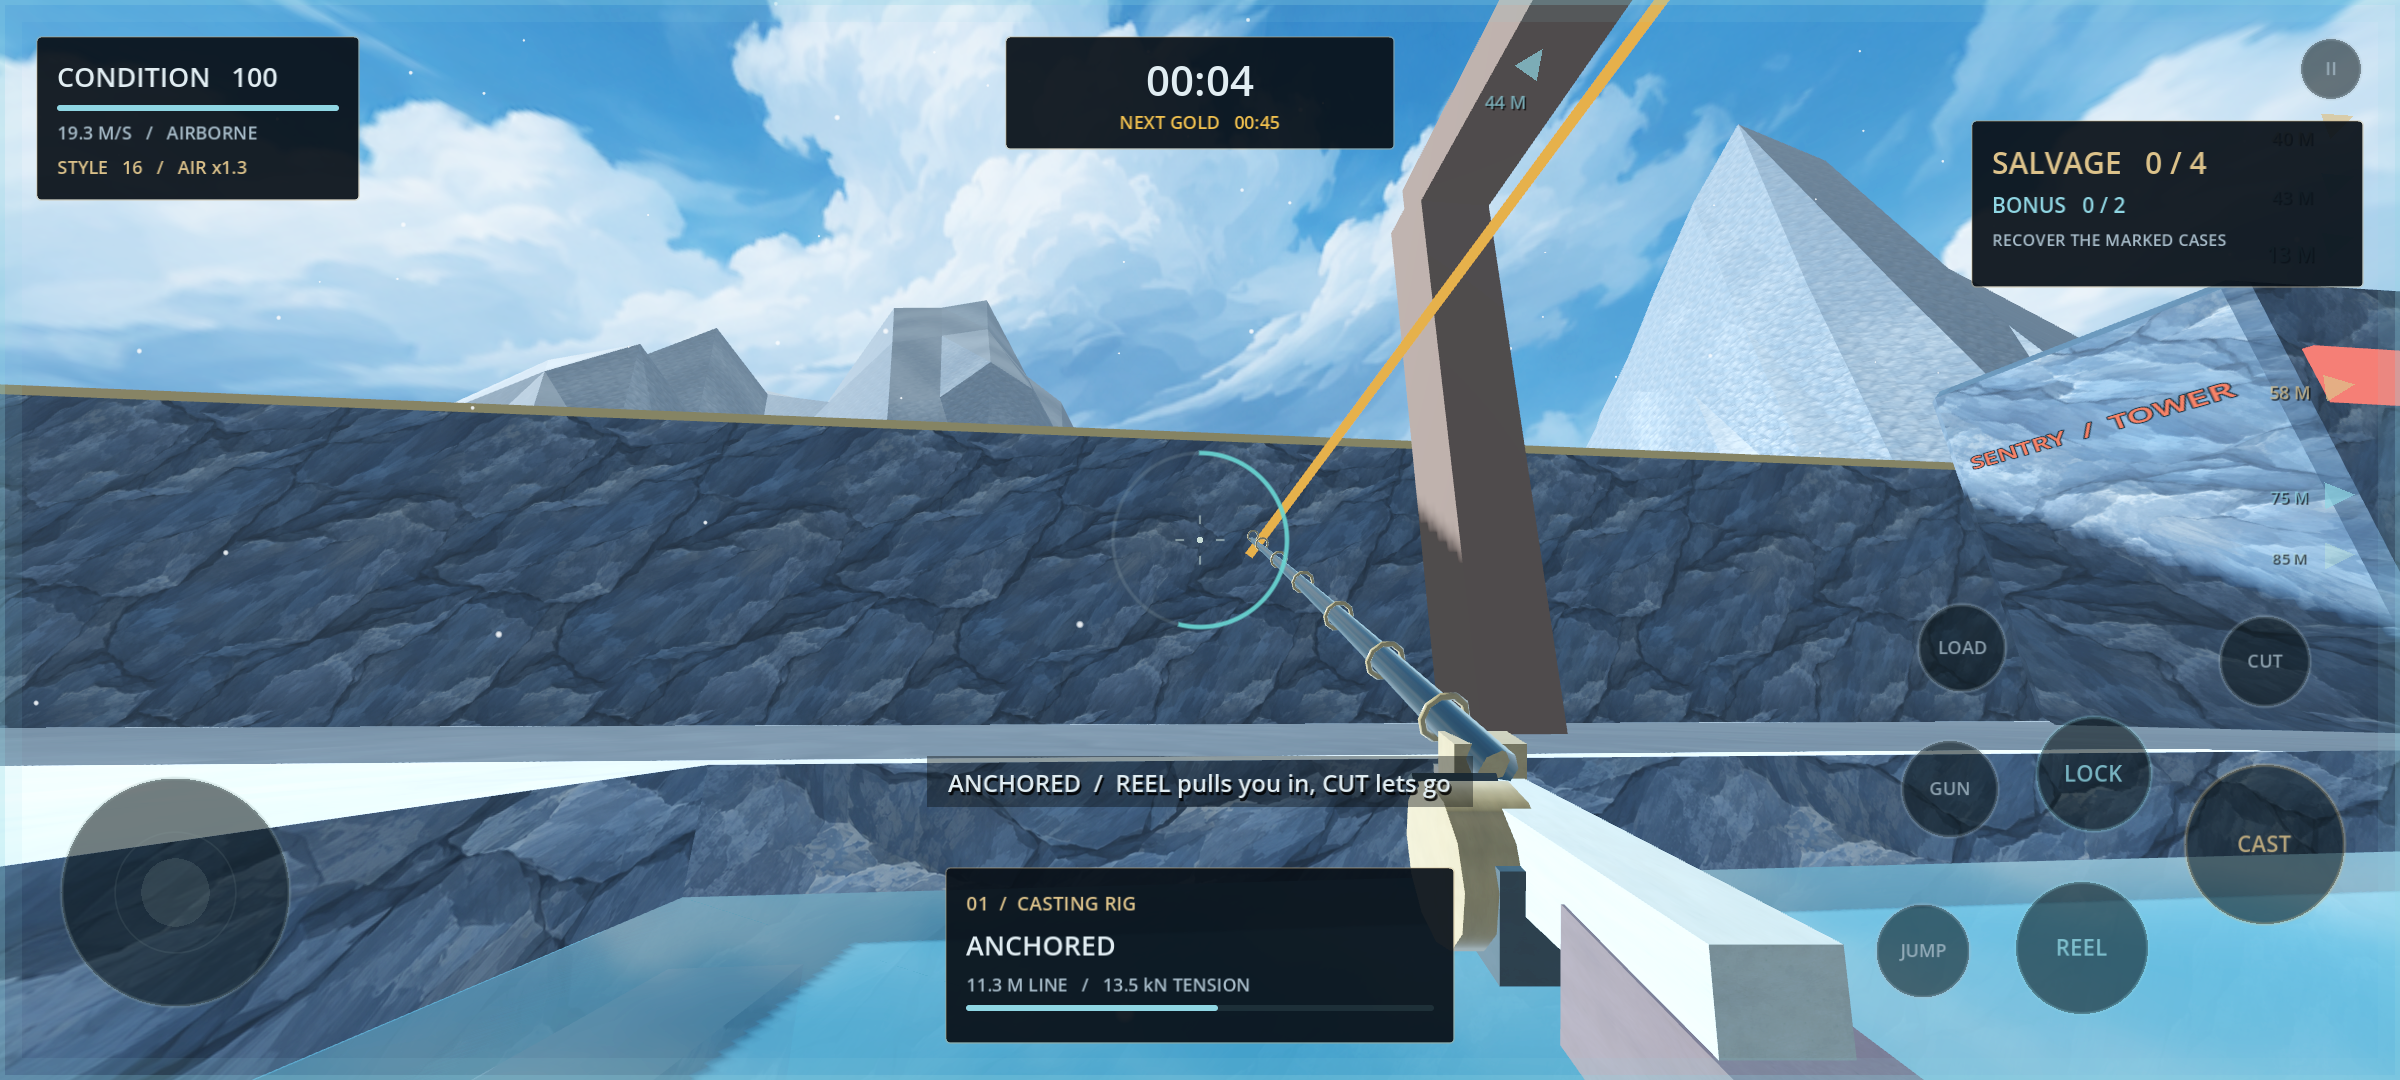 CONDITION 100
19.3 M/S / AIRBORNE
STYLE 16 / AIR x1.3
00:04
NEXT GOLD 00:45
44 M
II
40 M
SALVAGE 0 / 4
43 M
BONUS 0 / 2
RECOVER THE MARKED CASES
13 M
58 M
SENTRY / TOWER
75 M
85 M
LOAD
CUT
LOCK
GUN
ANCHORED / REEL pulls you in, CUT lets go
CAST
01 / CASTING RIG
ANCHORED
JUMP
REEL
11.3 M LINE / 13.5 kN TENSION